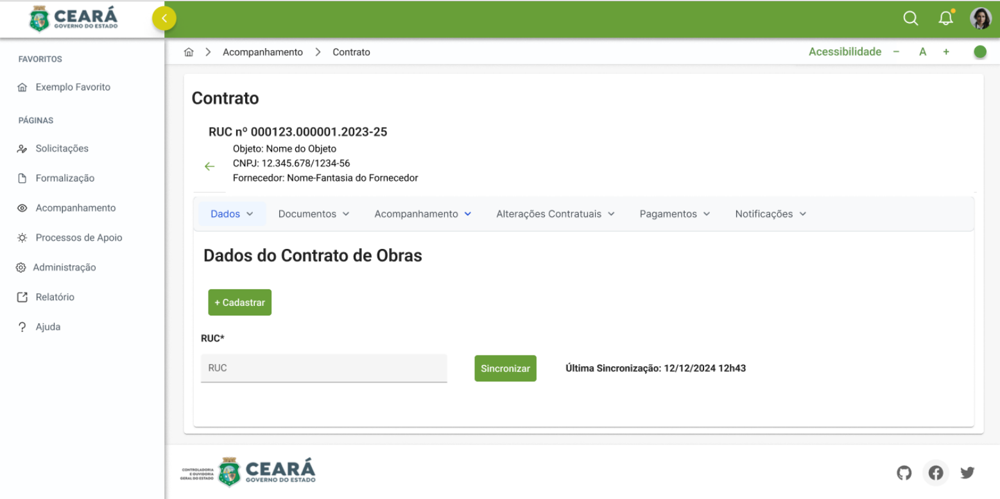 CEARÁ
GOVERNO DO ESTADO
FAVORITOS
Exemplo Favorito
PÁGINAS
Solicitações
Formalização
Acompanhamento
Processos de Apoio
Administração
Relatório
Ajuda
Acompanhamento > Contrato
Acessibilidade - A +
Contrato
RUC nº 000123.000001.2023-25
Objeto: Nome do Objeto
CNPJ: 12.345.678/1234-56
Fornecedor: Nome-Fantasia do Fornecedor
Dados Documentos Acompanhamento Alterações Contratuais Pagamentos Notificações
Dados do Contrato de Obras
+ Cadastrar
RUC*
RUC
Sincronizar
Última Sincronização: 12/12/2024 12h43
CONTROLADORIA
E OUVIDORIA
GERAL DO ESTADO
CEARÁ
GOVERNO DO ESTADO